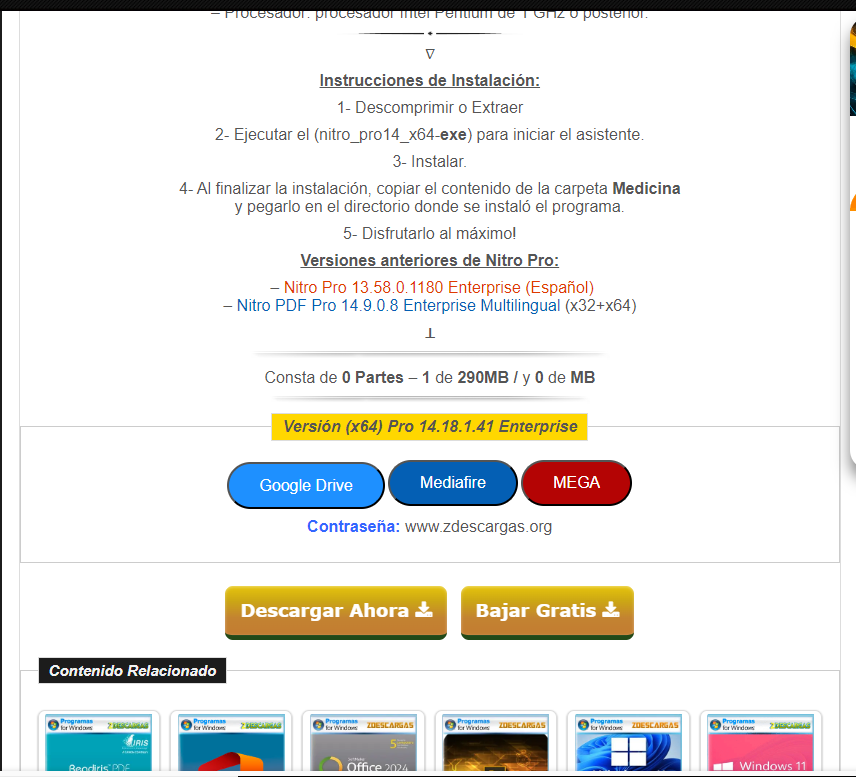 – Procesador: procesador Intel Pentium de 1 GHz o posterior.
∇
Instrucciones de Instalación:
1- Descomprimir o Extraer
2- Ejecutar el (nitro_pro14_x64-exe) para iniciar el asistente.
3- Instalar.
4- Al finalizar la instalación, copiar el contenido de la carpeta Medicina
y pegarlo en el directorio donde se instaló el programa.
5- Disfrutarlo al máximo!
Versiones anteriores de Nitro Pro:
– Nitro Pro 13.58.0.1180 Enterprise (Español)
– Nitro PDF Pro 14.9.0.8 Enterprise Multilingual (x32+x64)
⊥
Consta de 0 Partes – 1 de 290MB / y 0 de MB
Versión (x64) Pro 14.18.1.41 Enterprise
Google Drive Mediafire MEGA
Contraseña: www.zdescargas.org
Descargar Ahora Bajar Gratis
Contenido Relacionado
Programas for Windows ZDESCARGAS
IRIS
Readiris PDF
Programas for Windows ZDESCARGAS
Programas for Windows ZDESCARGAS
5
Office 2024
Programas for Windows ZDESCARGAS
Programas for Windows ZDESCARGAS
Programas for Windows ZDESCARGAS
Windows 11